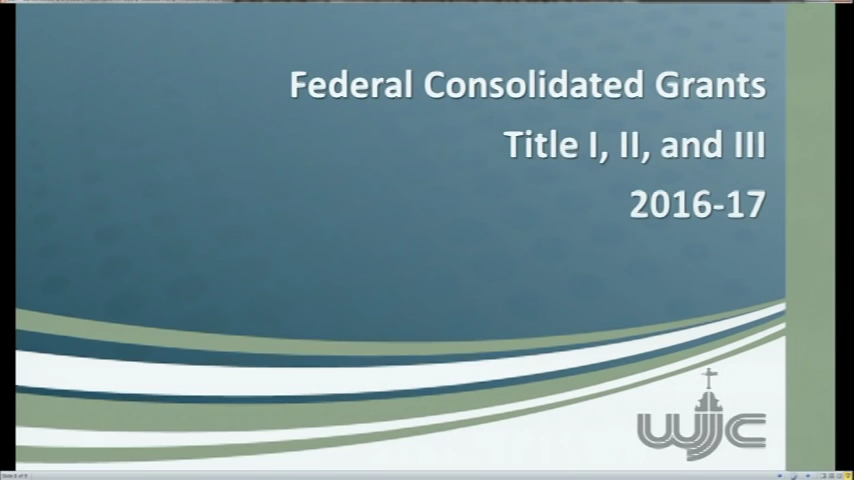 Federal Consolidated Grants
Title I, II, and III
2016-17
WJC